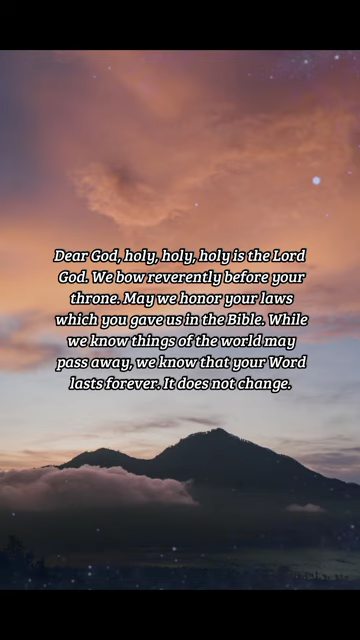 Dear God, holy, holy, holy is the Lord
God. We bow reverently before your
throne. May we honor your laws
which you gave us in the Bible. While
we know things of the world may
pass away, we know that your Word
lasts forever. It does not change.